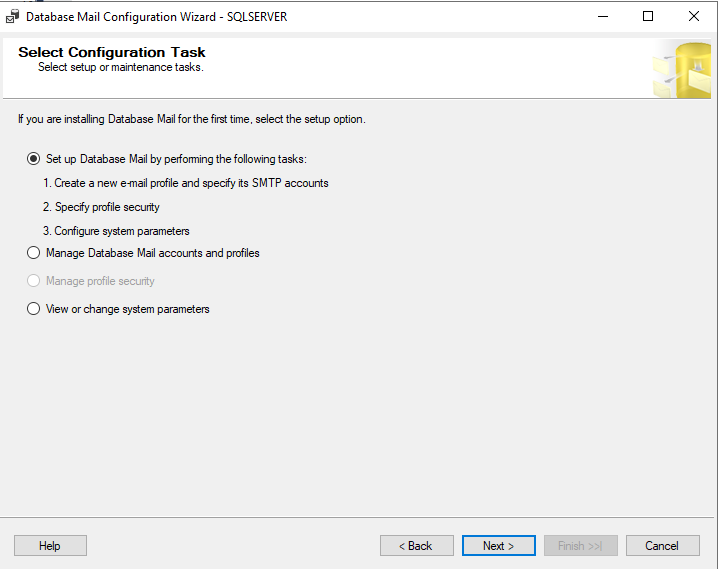 Database Mail Configuration Wizard - SQLSERVER
Select Configuration Task
Select setup or maintenance tasks.
If you are installing Database Mail for the first time, select the setup option.
Set up Database Mail by performing the following tasks:
1. Create a new e-mail profile and specify its SMTP accounts
2. Specify profile security
3. Configure system parameters
Manage Database Mail accounts and profiles
Manage profile security
View or change system parameters
Help
< Back
Next >
Finish >>|
Cancel